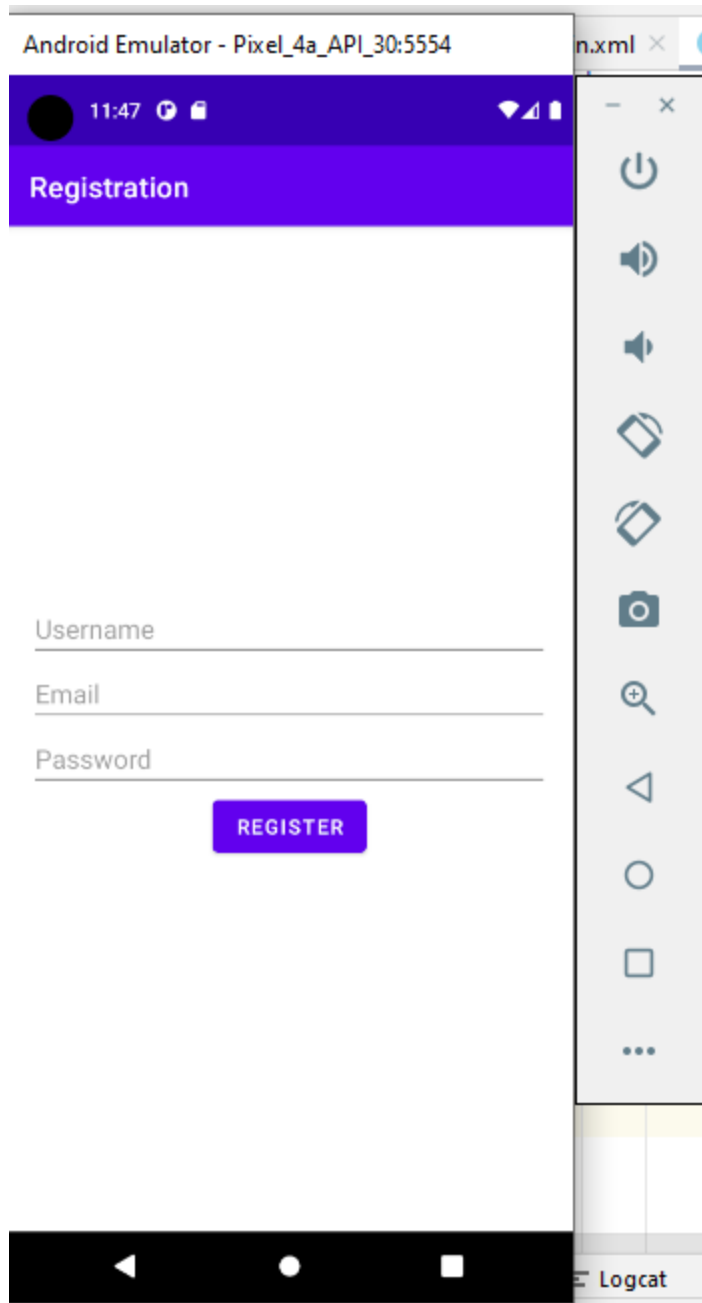 Android Emulator - Pixel_4a_API_30:5554
n.xml
11:47
Registration
Username
Email
Password
REGISTER
Logcat